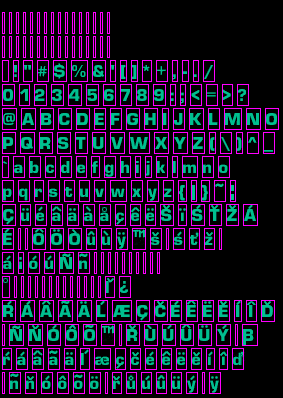 ! " # $ % & ' ( ) * + , - . /
0 1 2 3 4 5 6 7 8 9 : ; < = > ?
@ A B C D E F G H I J K L M N O
P Q R S T U V W X Y Z ( \ ) ^ _
` a b c d e f g h i j k l m n o
p q r s t u v w x y z { | } ~
Ç ü é â ä à å ç ê ë Š ï Ś Ť Ž Á
É Ô Ö Ò û ù ÿ ™ š ś ť ž
á í ó ú Ñ ñ
° Ř ¿
Ŕ Á Â Ã Ä Ĺ Æ Ç Č É Ê Ë Ě Í Î Ď
Ñ Ň Ó Ô Õ ™ Ř Ù Ú Û Ü Ý ß
ŕ á â ã ä í æ ç č é ê ë ě í î ď
ñ ň ó ô õ ö ř ů ú û ü ý ÿ